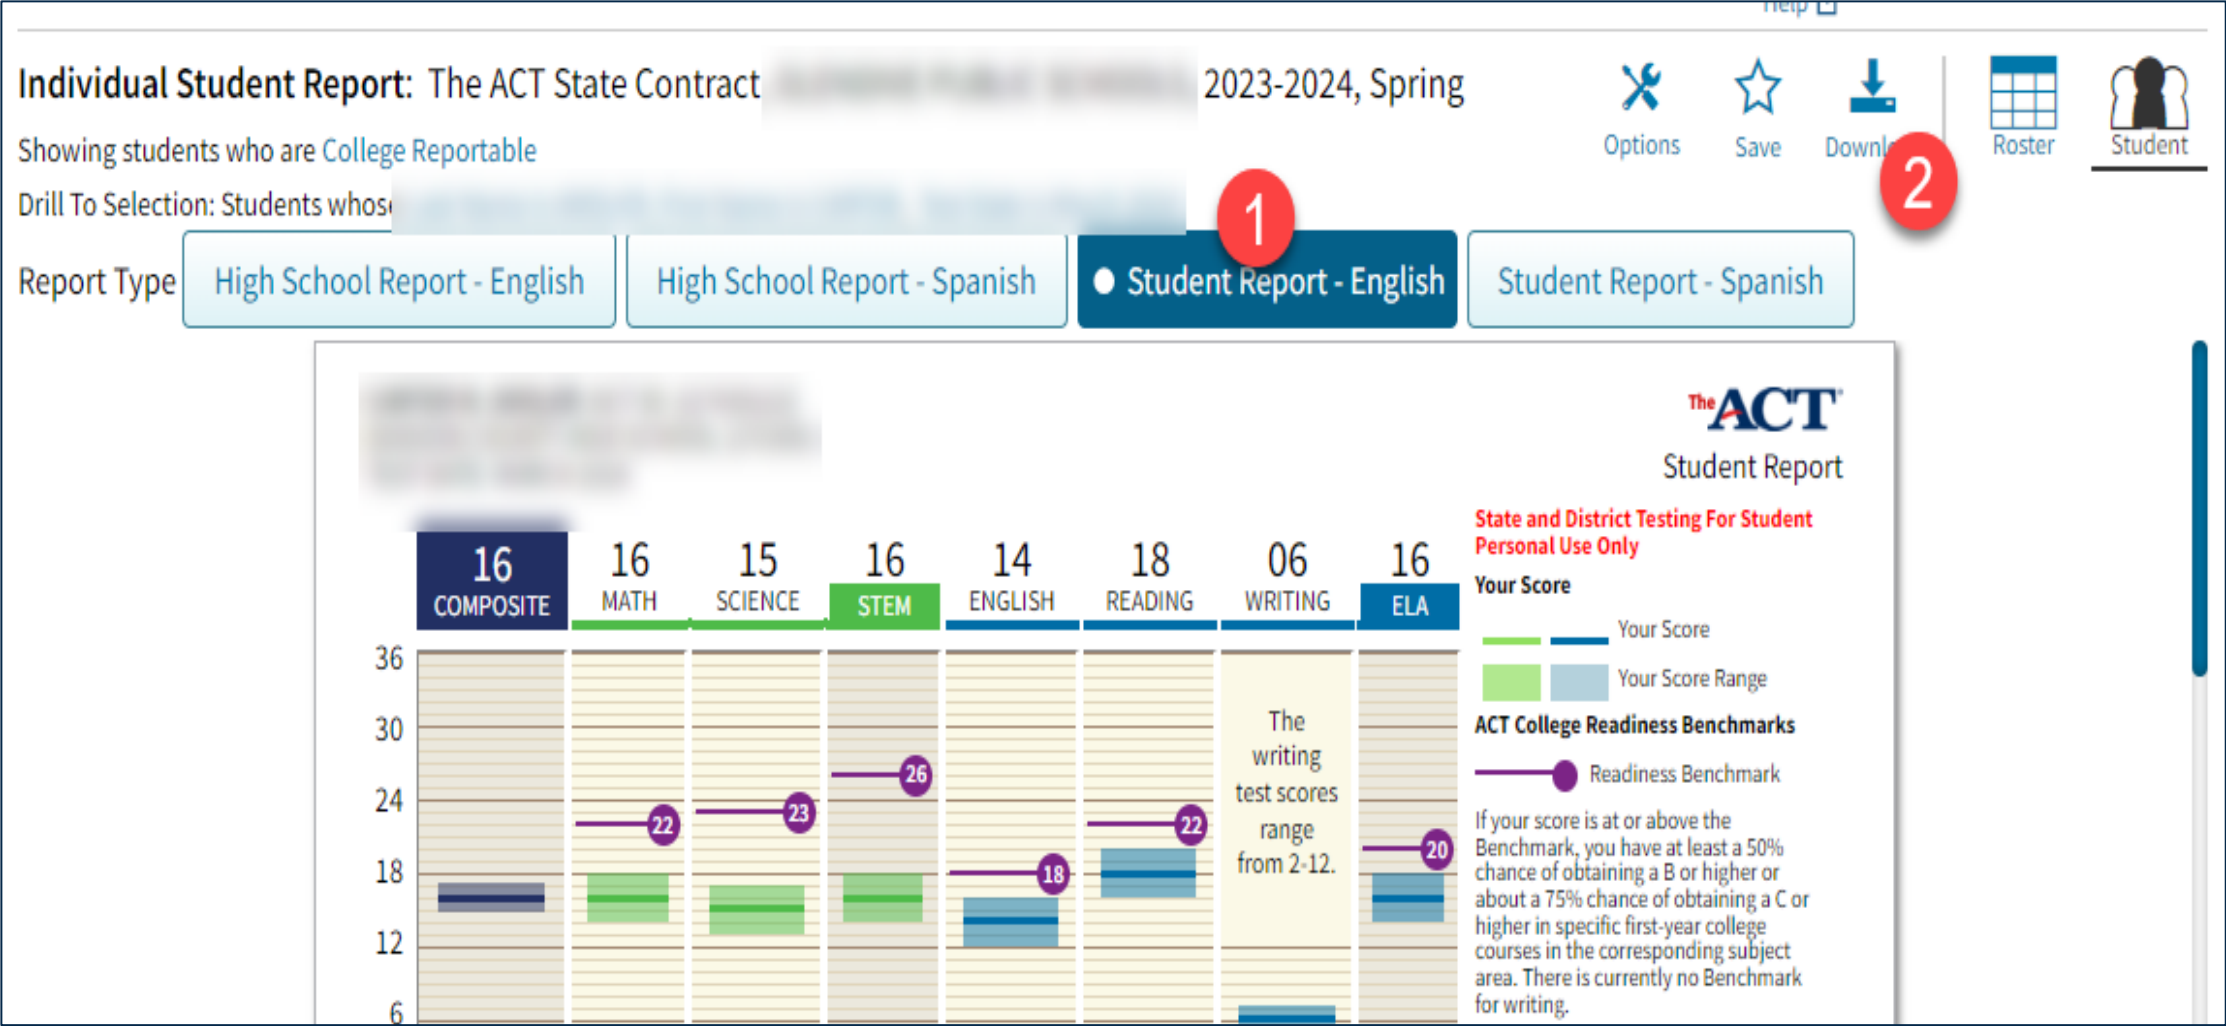 Help
Individual Student Report: The ACT State Contract 2023-2024, Spring
Showing students who are College Reportable
Drill To Selection: Students whose
Options
Save
Downl
2
Roster
Student
1
Report Type
High School Report - English
High School Report - Spanish
Student Report - English
Student Report - Spanish
The ACT
Student Report
State and District Testing For Student
Personal Use Only
16 COMPOSITE
16 MATH
15 SCIENCE
16 STEM
14 ENGLISH
18 READING
06 WRITING
16 ELA
36
30
24
18
12
6
22
23
26
18
22
20
The
writing
test scores
range
from 2-12.
Your Score
Your Score
Your Score Range
ACT College Readiness Benchmarks
Readiness Benchmark
If your score is at or above the
Benchmark, you have at least a 50%
chance of obtaining a B or higher or
about a 75% chance of obtaining a C or
higher in specific first-year college
courses in the corresponding subject
area. There is currently no Benchmark
for writing.